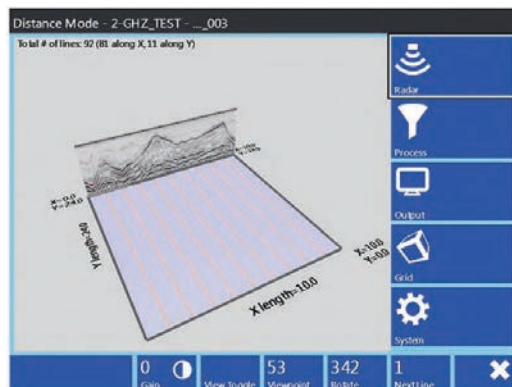 Distance Mode - 2-GHZ_TEST - ..._003
Total # of lines: 92 (81 along X,11 along Y)
Radar
Process
Output
Grid
System
X=0.0
Y=24.0
Y length=24.0
X length=10.0
X=10.0
Y=0.0
0
Gain
View Toggle
53
Viewpoint
342
Rotate
1
Next Line